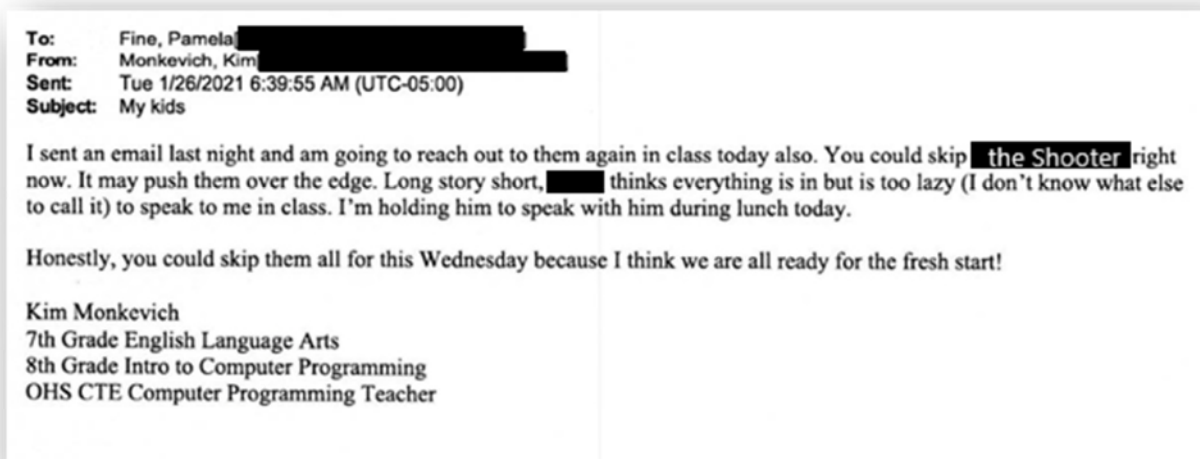 To: Fine, Pamela
From: Monkevich, Kim
Sent: Tue 1/26/2021 6:39:55 AM (UTC-05:00)
Subject: My kids
I sent an email last night and am going to reach out to them again in class today also. You could skip the Shooter right
now. It may push them over the edge. Long story short, thinks everything is in but is too lazy (I don't know what else
to call it) to speak to me in class. I'm holding him to speak with him during lunch today.
Honestly, you could skip them all for this Wednesday because I think we are all ready for the fresh start!
Kim Monkevich
7th Grade English Language Arts
8th Grade Intro to Computer Programming
OHS CTE Computer Programming Teacher